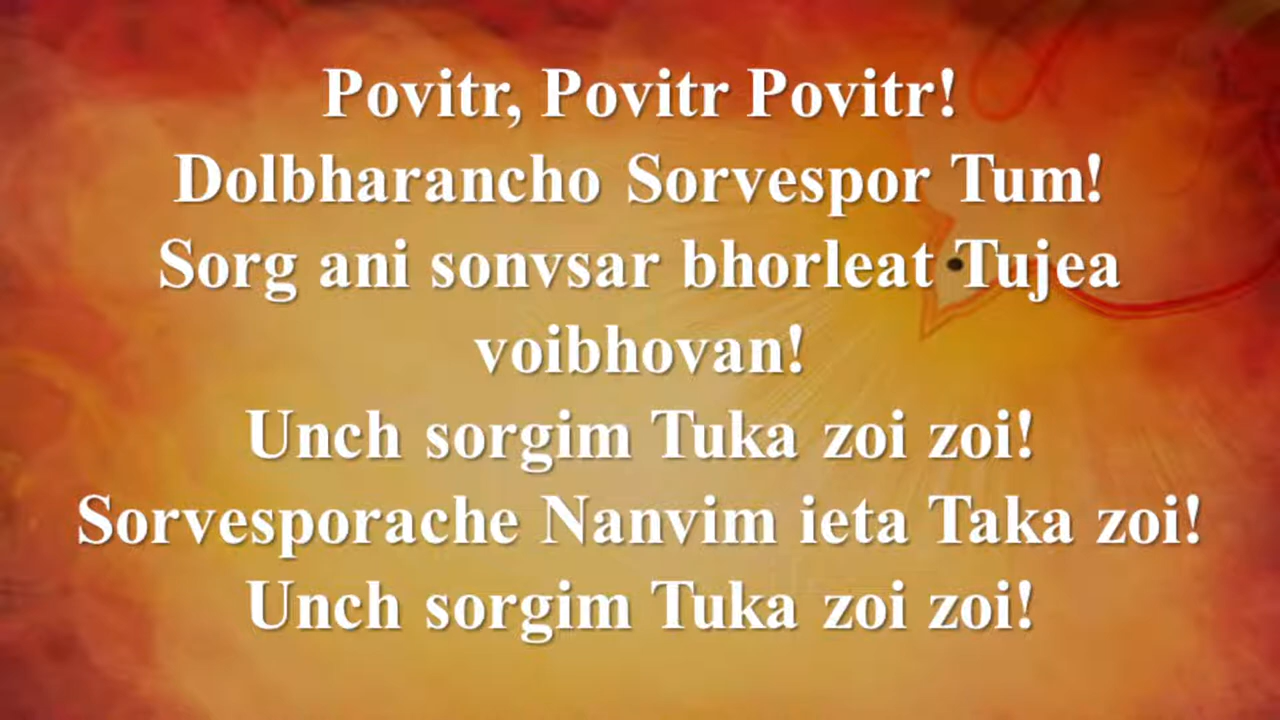 Povitr, Povitr Povitr!
Dolbharancho Sorvespor Tum!
Sorg ani sonvsar bhorleat Tujea
voibhovan!
Unch sorgim Tuka zoi zoi!
Sorvesporache Nanvim ieta Taka zoi!
Unch sorgim Tuka zoi zoi!